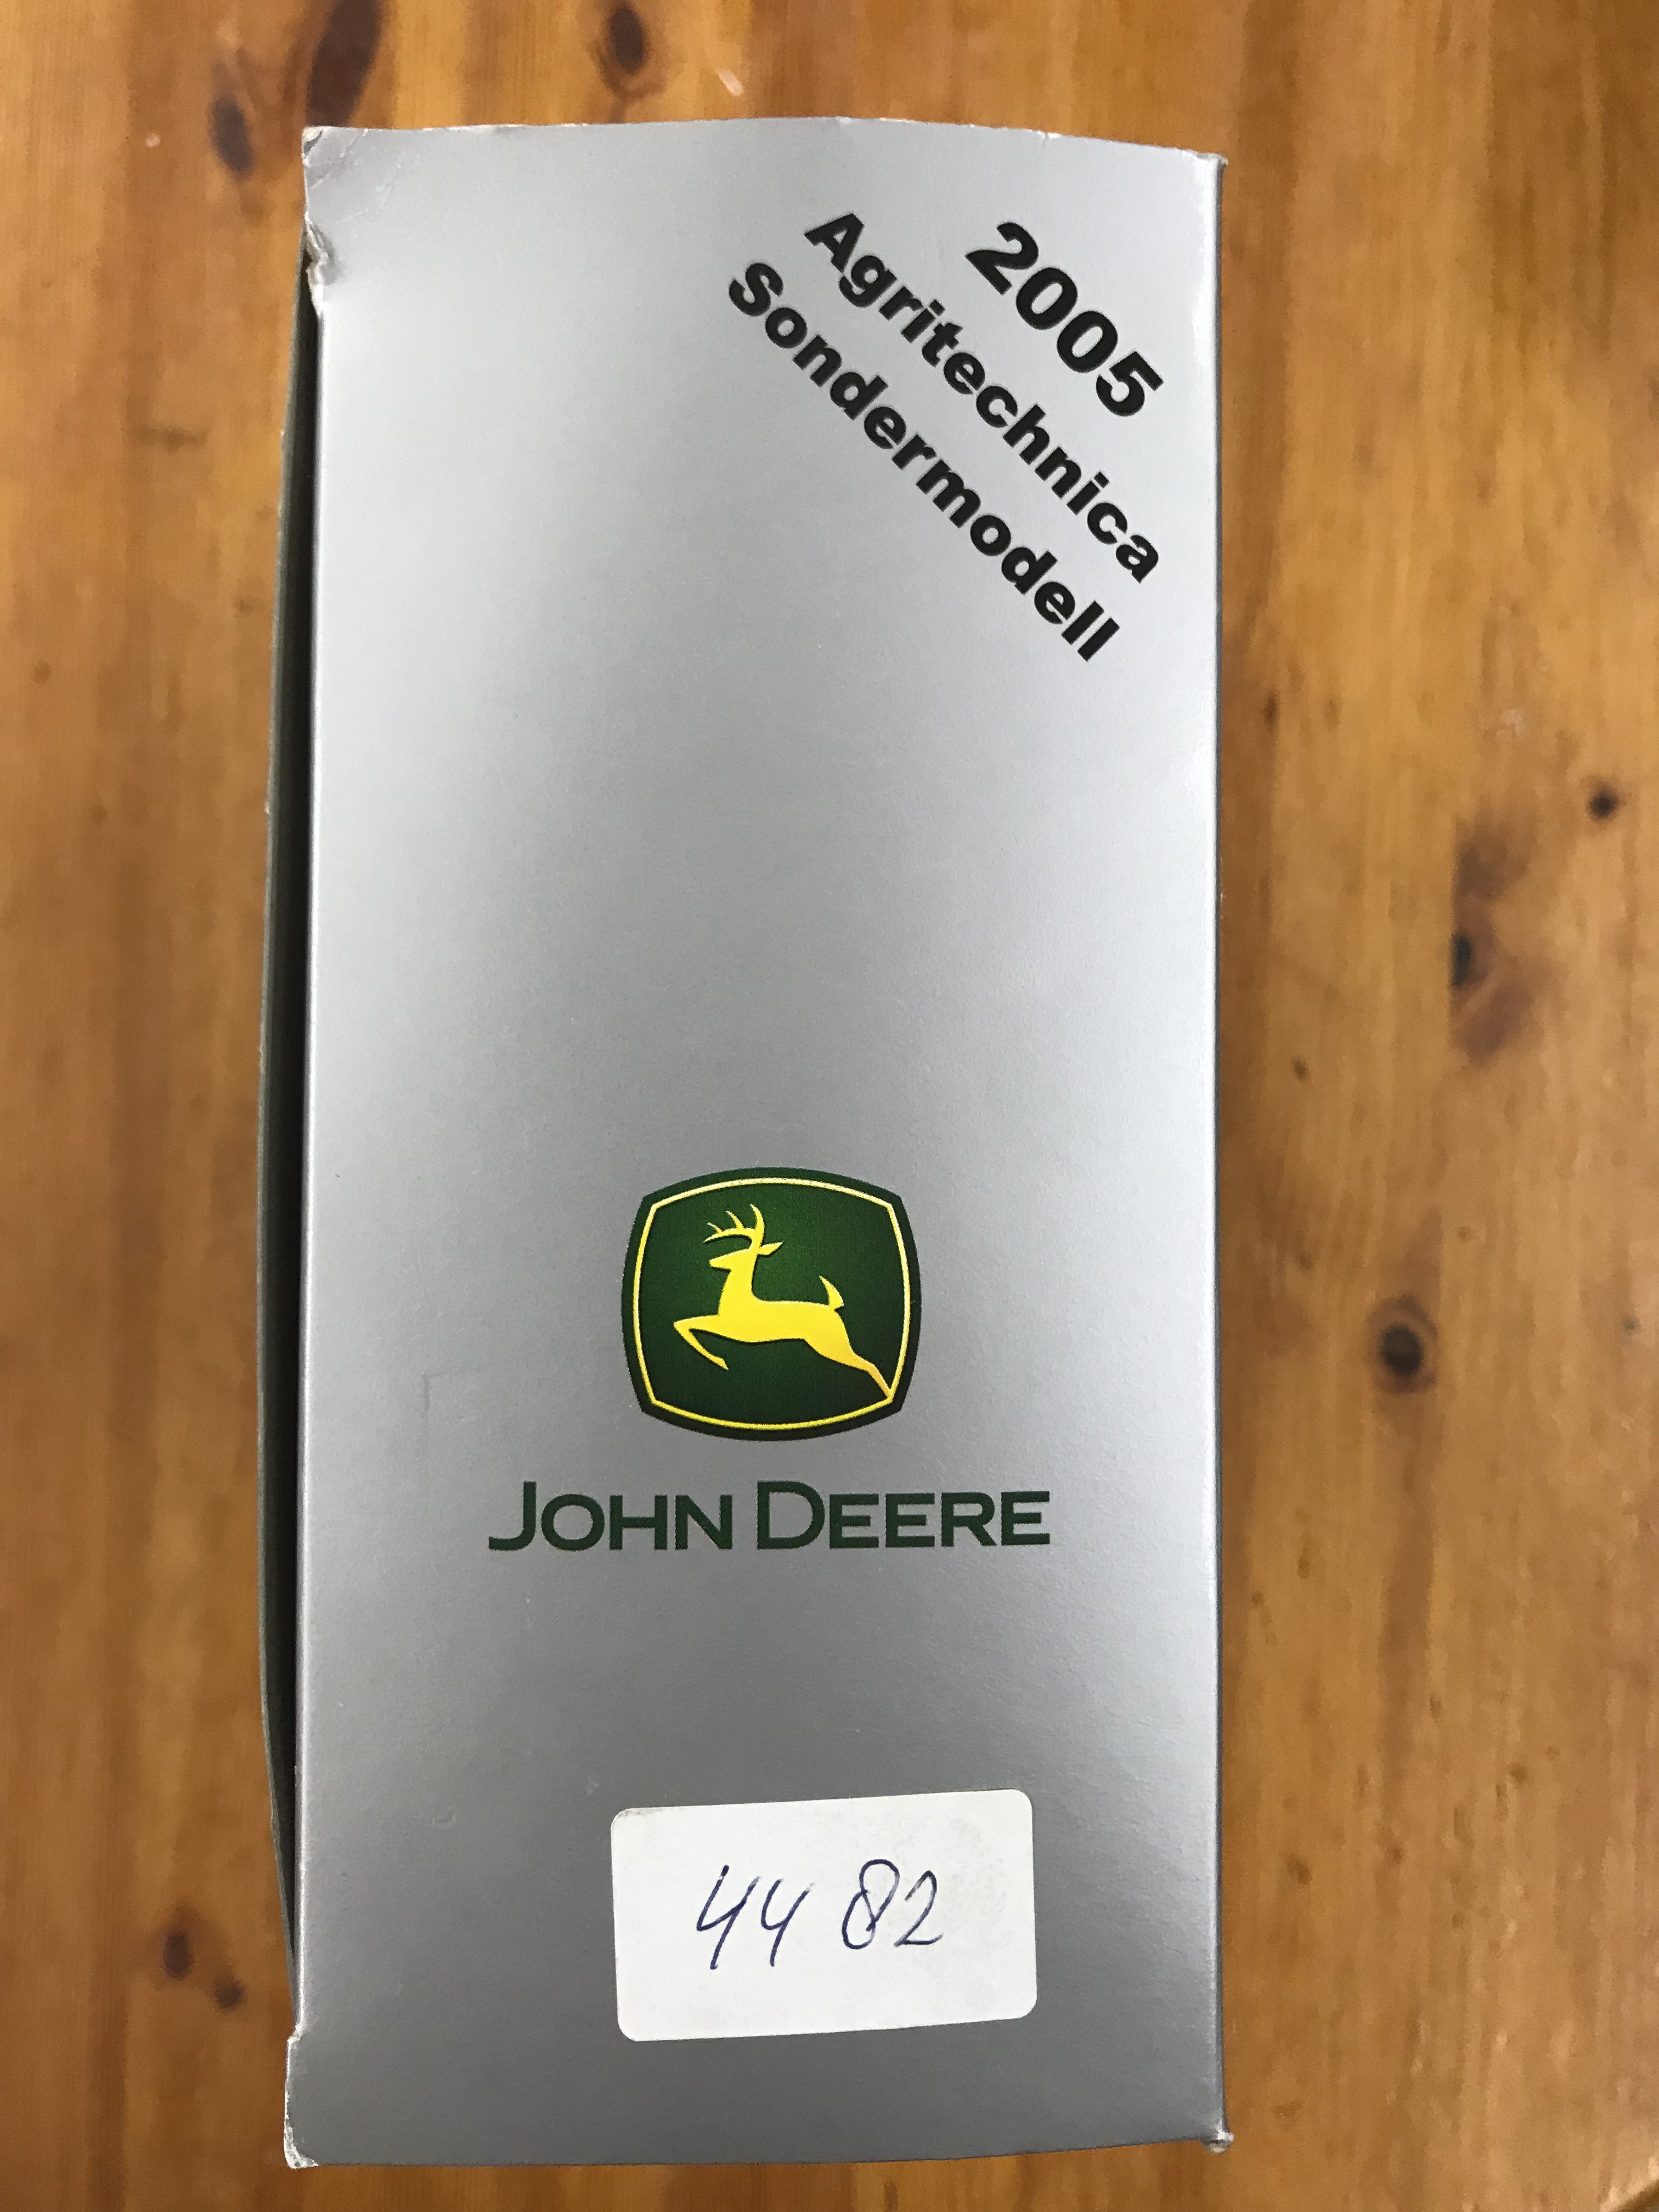 2005
Agritechnica
Sondermodell
JOHN DEERE
44 82